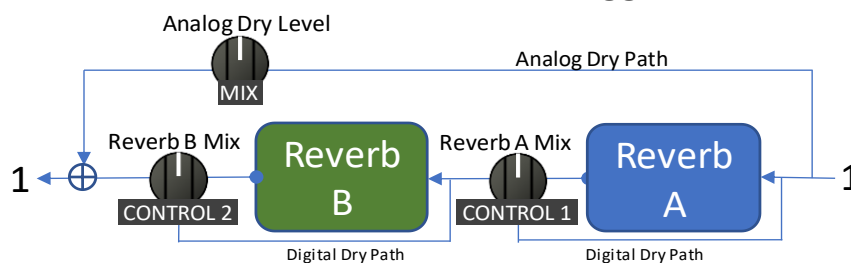 Analog Dry Level
Analog Dry Path
MIX
Reverb B Mix
Reverb
B
Reverb A Mix
Reverb
A
1
1
CONTROL 2
CONTROL 1
Digital Dry Path
Digital Dry Path